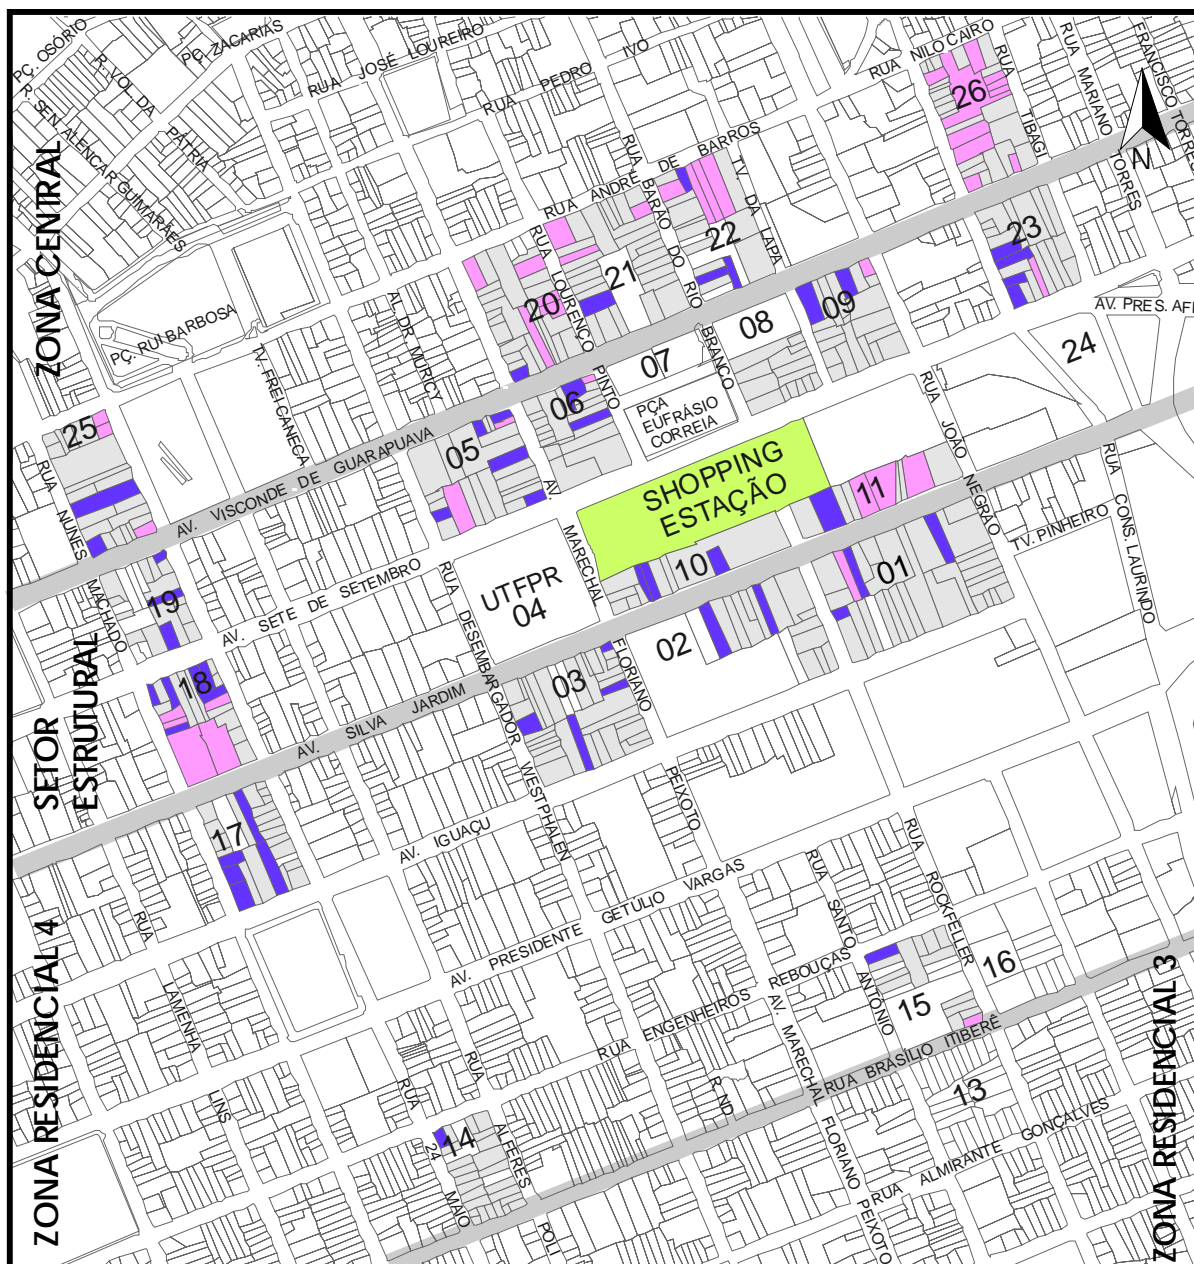 PÇ. OSÓRIO
R. VOL DA
PÁTRIA
PÇ. ZACARIAS
R. SEN. ALENCAR GUIMARÃES
RUA JOSÉ LOUREIRO
RUA PEDRO
IVO
RUA NILO CAIRO
RUA
TIBAGI
RUA
MARIANO
TORRES
FRANCISCO TORRES
N
26
ZONA CENTRAL
RUA ANDRÉ DE BARROS
RUA
BARÃO
DO
RIO
BRANCO
TV.
DA
LAPA
RUA
LOURENÇO
PINTO
22
23
21
20
PÇ. RUI BARBOSA
AL. DR. MURICY
TV. FREI CANECA
09
08
07
06
05
24
AV. PRES. AF
PÇA
EUFRÁSIO
CORREIA
25
RUA
NUNES
MACHADO
AV. VISCONDE DE GUARAPUAVA
AV.
MARECHAL
FLORIANO
PEIXOTO
SHOPPING
ESTAÇÃO
RUA
JOÃO
NEGRÃO
RUA
CONS. LAURINDO
TV. PINHEIRO
11
10
01
19
AV. SETE DE SETEMBRO
UTFPR
04
RUA
DESEMBARGADOR
WESTPHALEN
02
03
18
SETOR
ESTRUTURAL
AV. SILVA JARDIM
17
AV. IGUAÇU
RUA
ROCKFELLER
RUA
SANTO
ANTÔNIO
AV. PRESIDENTE GETÚLIO VARGAS
ZONA RESIDENCIAL 4
RUA
LAMENHA
LINS
RUA ENGENHEIROS REBOUÇAS
16
15
AV. MARECHAL FLORIANO PEIXOTO
RUA BRASÍLIO ITIBERÊ
13
RUA ALMIRANTE GONÇALVES
RUA
24
MAIO
RUA
ALFERES
POLI
14
R. ND
ZONA RESIDENCIAL 3